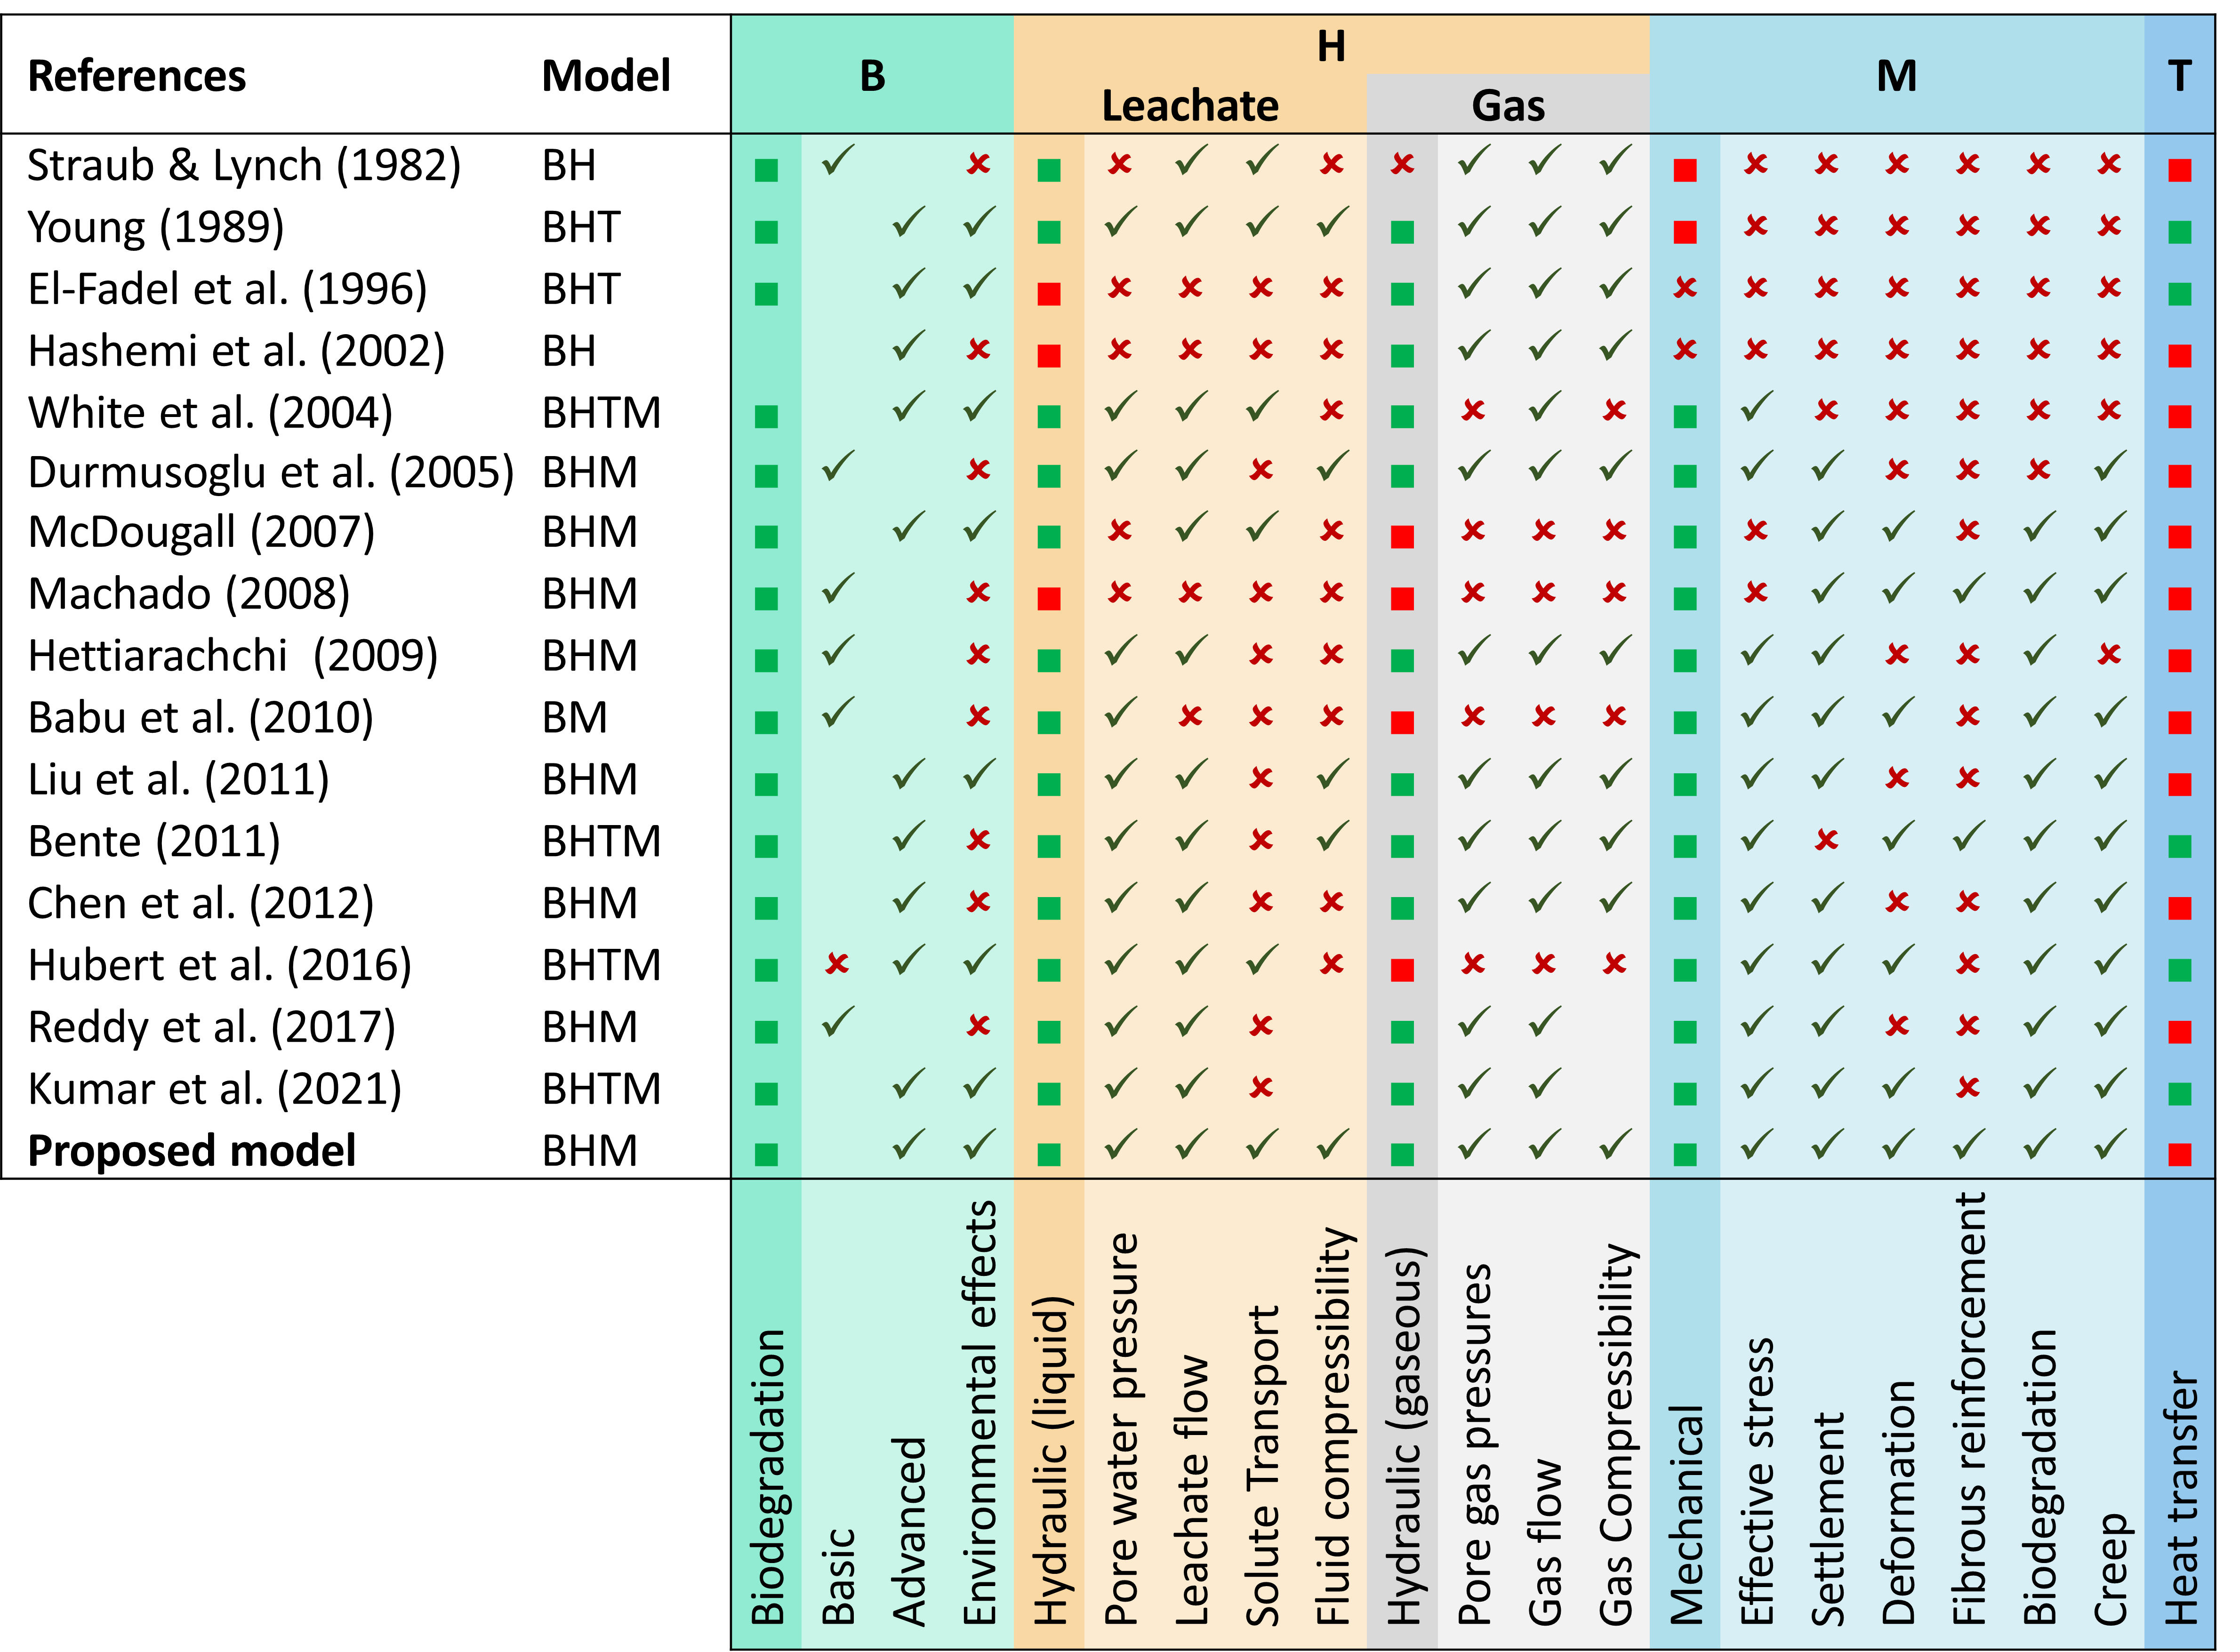 References Model B H M T
Leachate Gas
Straub & Lynch (1982) BH ✓ ✗ ✗ ✓ ✓ ✗ ✗ ✓ ✓ ✓ ✗ ✗ ✗ ✗ ✗ ✗
Young (1989) BHT ✓ ✓ ✓ ✓ ✓ ✓ ✓ ✓ ✓ ✗ ✗ ✗ ✗ ✗ ✗
El-Fadel et al. (1996) BHT ✓ ✓ ✗ ✗ ✗ ✗ ✓ ✓ ✓ ✗ ✗ ✗ ✗ ✗ ✗ ✗
Hashemi et al. (2002) BH ✓ ✗ ✗ ✗ ✗ ✗ ✓ ✓ ✓ ✗ ✗ ✗ ✗ ✗ ✗ ✗
White et al. (2004) BHTM ✓ ✓ ✓ ✓ ✓ ✗ ✗ ✓ ✗ ✓ ✗ ✗ ✗ ✗ ✗
Durmusoglu et al. (2005) BHM ✓ ✗ ✓ ✓ ✗ ✓ ✓ ✓ ✓ ✓ ✓ ✗ ✗ ✗ ✓
McDougall (2007) BHM ✓ ✓ ✗ ✓ ✓ ✗ ✗ ✗ ✗ ✗ ✓ ✓ ✗ ✓ ✓
Machado (2008) BHM ✓ ✗ ✗ ✗ ✗ ✗ ✗ ✗ ✗ ✗ ✓ ✓ ✓ ✓ ✓
Hettiarachchi (2009) BHM ✓ ✗ ✓ ✓ ✗ ✗ ✓ ✓ ✓ ✓ ✓ ✗ ✗ ✓ ✗
Babu et al. (2010) BM ✓ ✗ ✓ ✗ ✗ ✗ ✗ ✗ ✗ ✓ ✓ ✓ ✗ ✓ ✓
Liu et al. (2011) BHM ✓ ✓ ✓ ✓ ✗ ✓ ✓ ✓ ✓ ✓ ✓ ✗ ✗ ✓ ✓
Bente (2011) BHTM ✓ ✗ ✓ ✓ ✗ ✓ ✓ ✓ ✓ ✓ ✗ ✓ ✓ ✓ ✓
Chen et al. (2012) BHM ✓ ✗ ✓ ✓ ✗ ✗ ✓ ✓ ✓ ✓ ✓ ✗ ✗ ✓ ✓
Hubert et al. (2016) BHTM ✗ ✓ ✓ ✓ ✓ ✓ ✗ ✗ ✗ ✗ ✓ ✓ ✓ ✗ ✓ ✓
Reddy et al. (2017) BHM ✓ ✗ ✓ ✓ ✗ ✓ ✓ ✓ ✓ ✗ ✗ ✓ ✓
Kumar et al. (2021) BHTM ✓ ✓ ✓ ✓ ✗ ✓ ✓ ✓ ✓ ✓ ✗ ✓ ✓
Proposed model BHM ✓ ✓ ✓ ✓ ✓ ✓ ✓ ✓ ✓ ✓ ✓ ✓ ✓ ✓ ✓
Biodegradation
Basic
Advanced
Environmental effects
Hydraulic (liquid)
Pore water pressure
Leachate flow
Solute Transport
Fluid compressibility
Hydraulic (gaseous)
Pore gas pressures
Gas flow
Gas Compressibility
Mechanical
Effective stress
Settlement
Deformation
Fibrous reinforcement
Biodegradation
Creep
Heat transfer